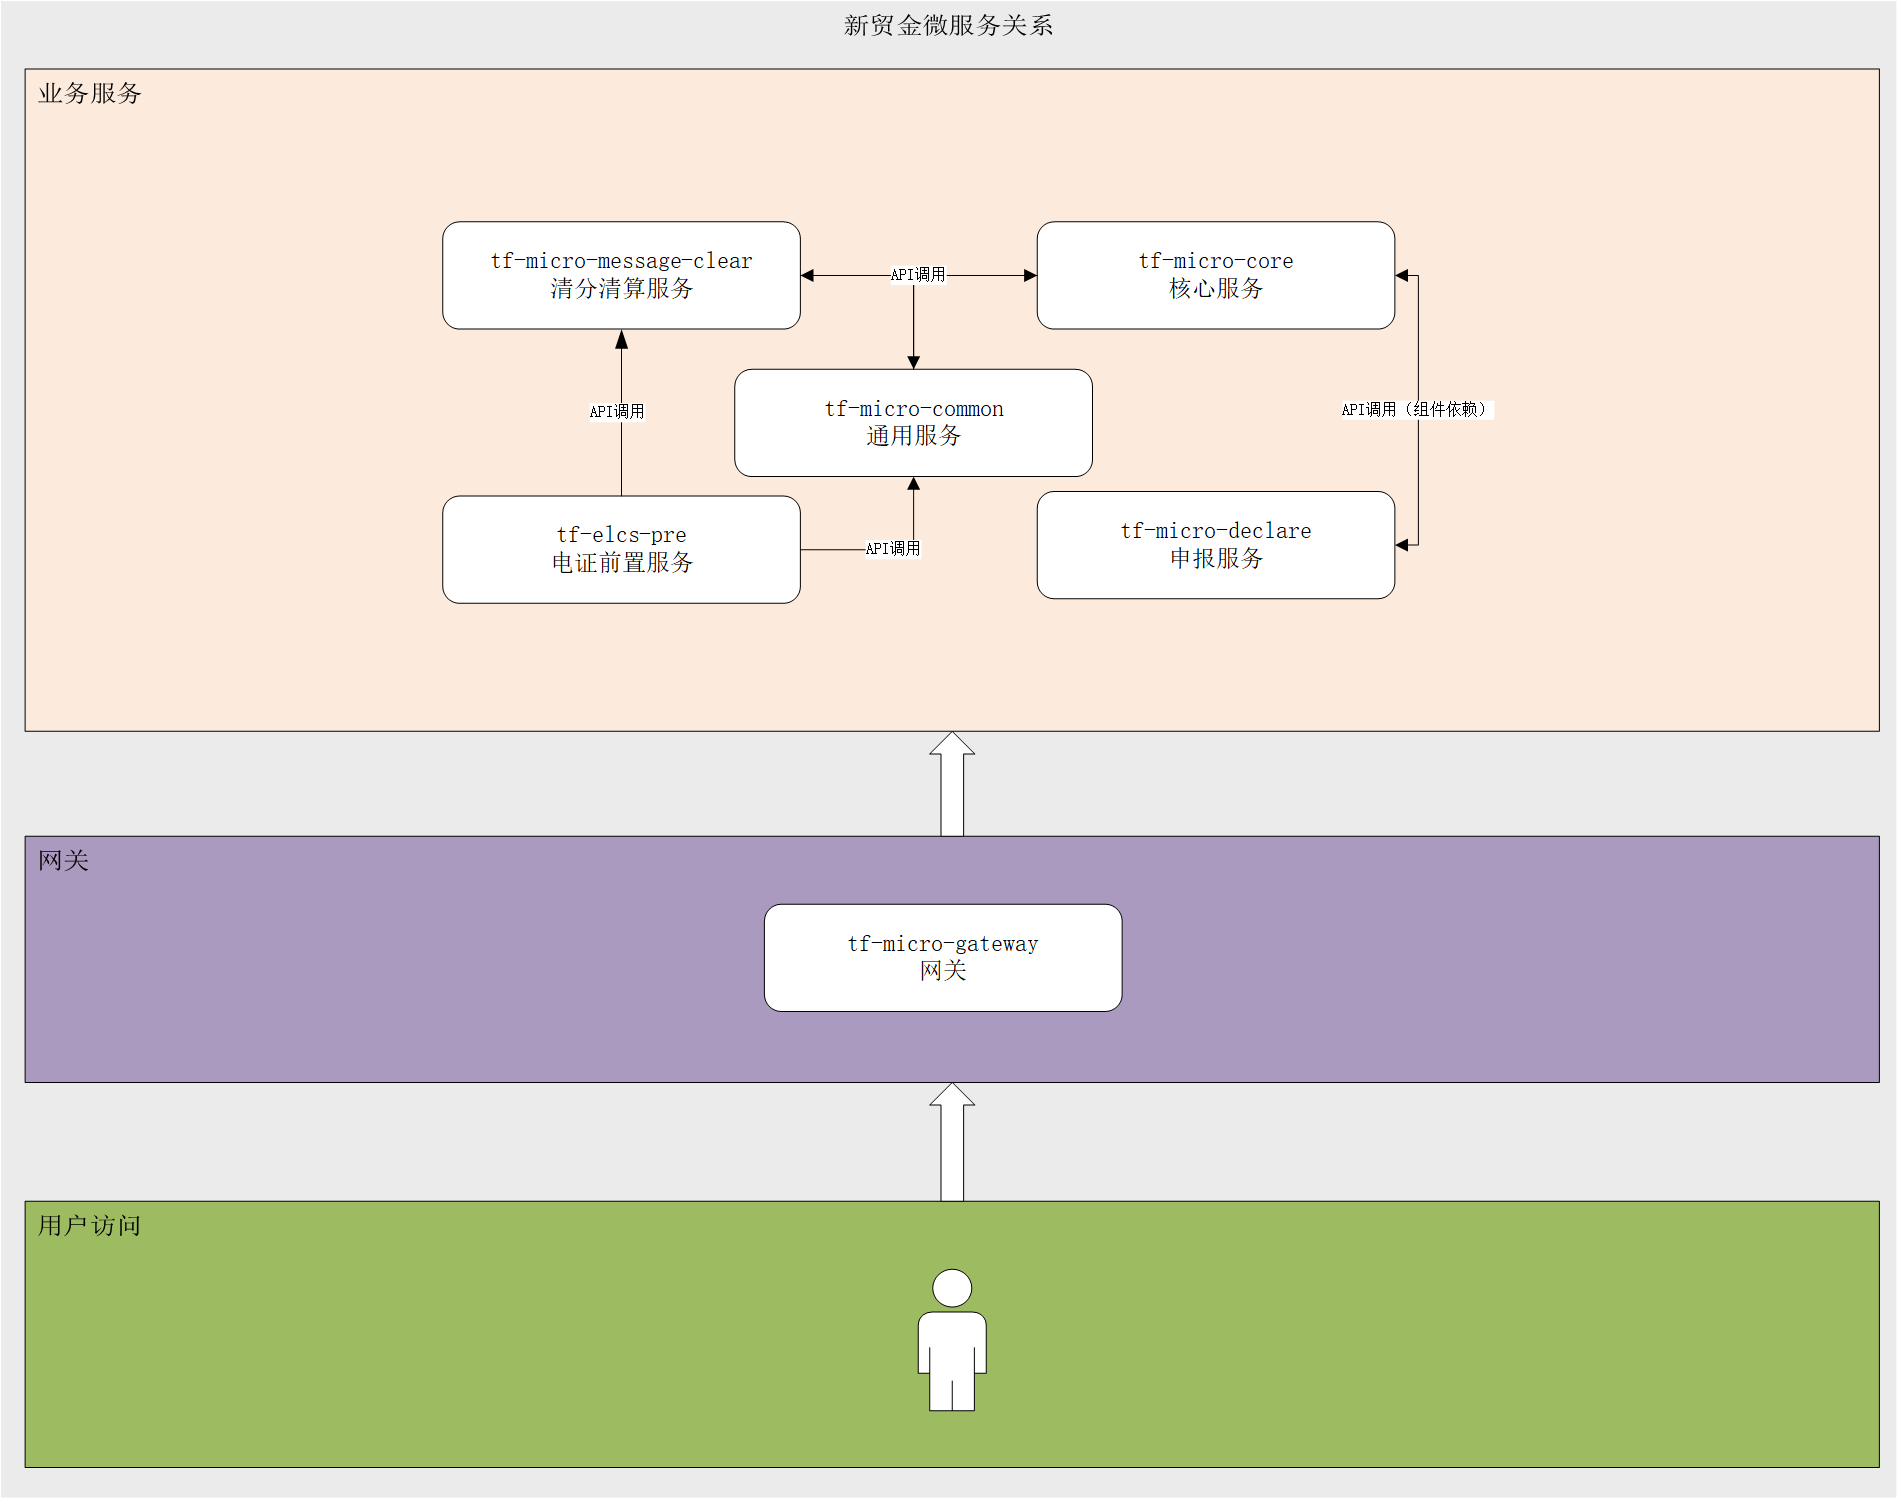 新贸金微服务关系
业务服务
tf-micro-message-clear
清分清算服务
API调用
tf-micro-core
核心服务
tf-micro-common
通用服务
API调用
API调用（组件依赖）
tf-elcs-pre
电证前置服务
API调用
tf-micro-declare
申报服务
网关
tf-micro-gateway
网关
用户访问